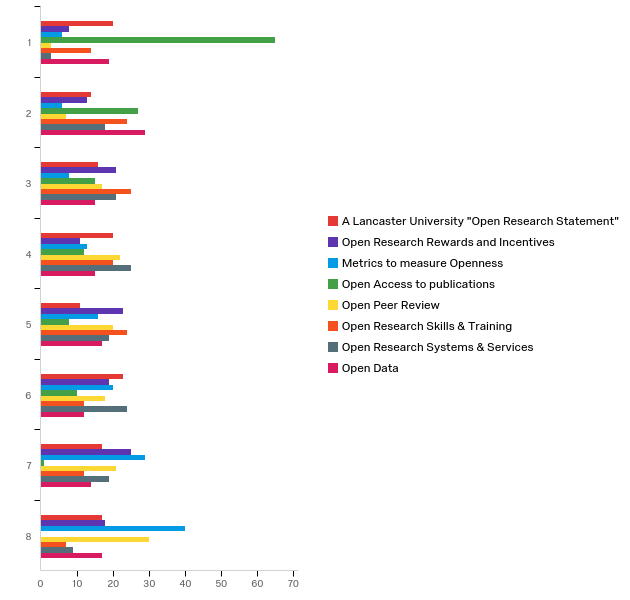 1
2
3
4
5
6
7
8
0 10 20 30 40 50 60 70
A Lancaster University "Open Research Statement"
Open Research Rewards and Incentives
Metrics to measure Openness
Open Access to publications
Open Peer Review
Open Research Skills & Training
Open Research Systems & Services
Open Data